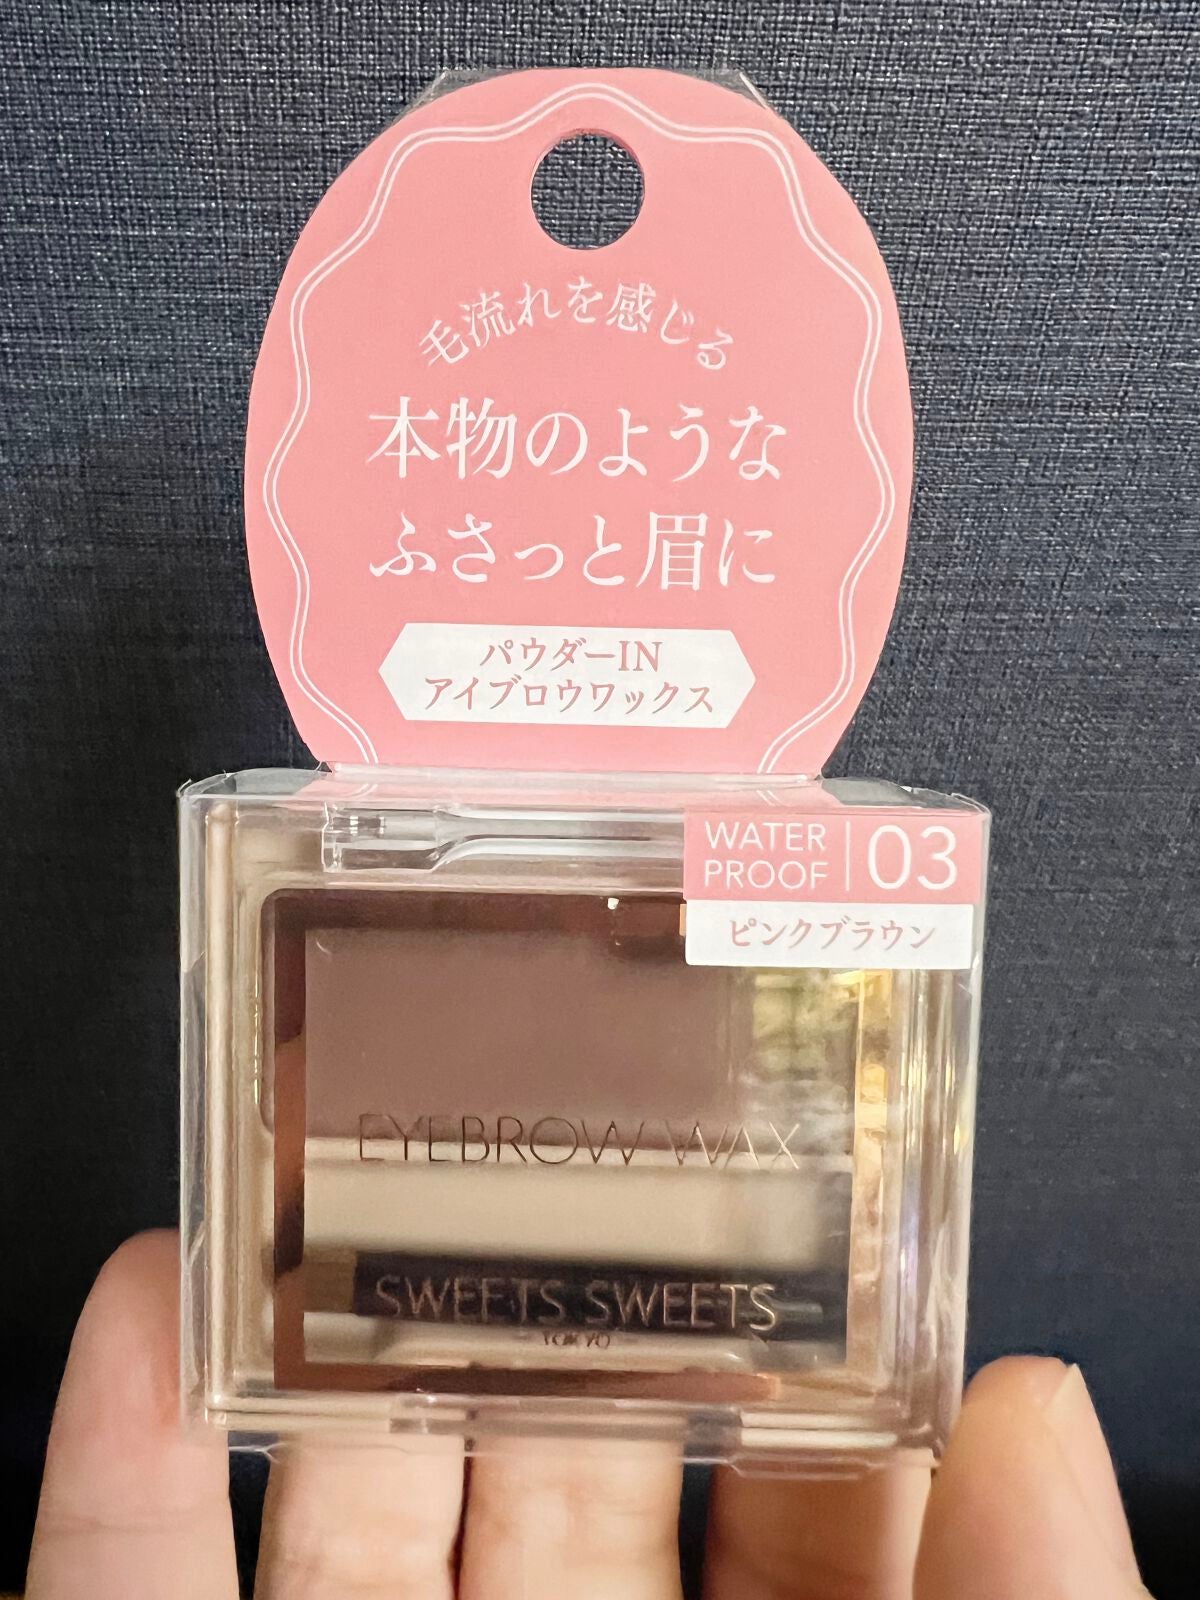 毛流れを感じる
本物のような
ふさっと眉に
パウダーIN
アイブロウワックス
WATER
PROOF
03
ピンクブラウン
EYEBROW WAX
SWEETS SWEETS
TOKYO